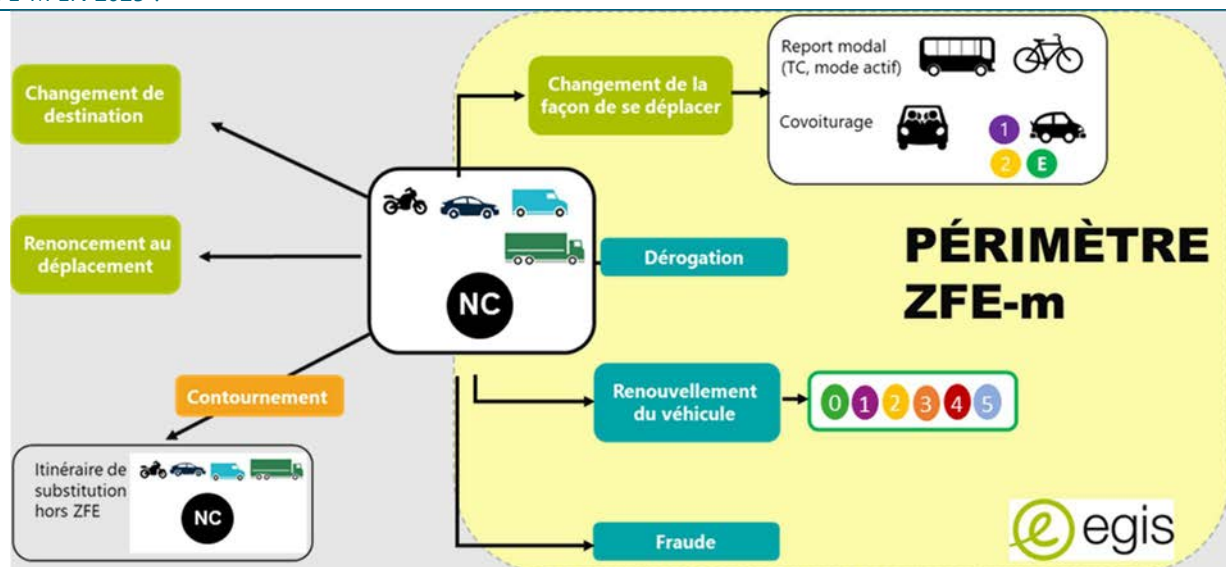 Changement de
destination
Renoncement au
déplacement
Contournement
Itinéraire de
substitution
hors ZFE
NC
NC
Changement de la
façon de se déplacer
Report modal
(TC, mode actif)
Covoiturage
1
2
E
Dérogation
PÉRIMÈTRE
ZFE-m
Renouvellement
du véhicule
0 1 2 3 4 5
Fraude
egis